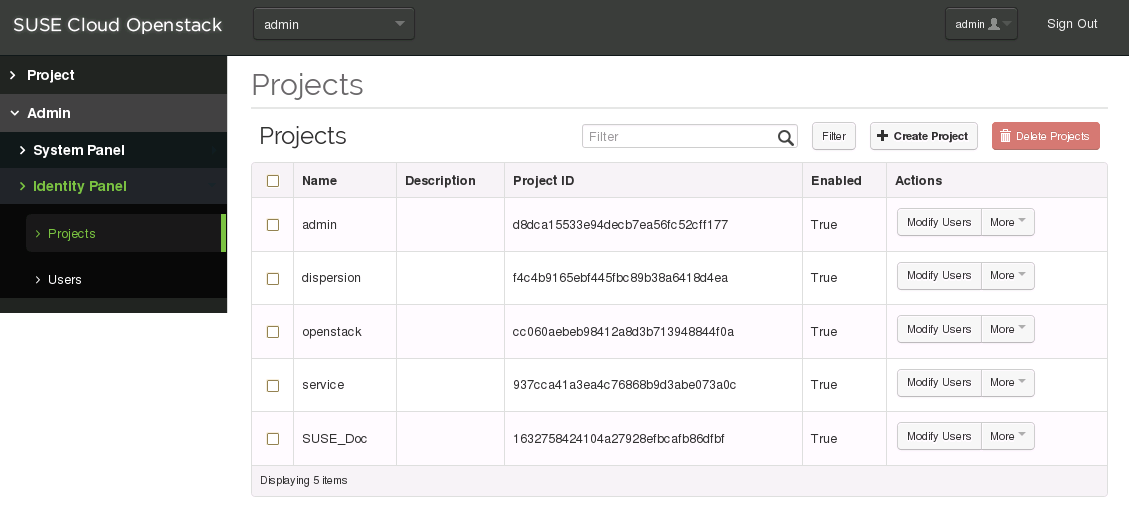 SUSE Cloud Openstack
admin
admin
Sign Out
Project
Admin
System Panel
Identity Panel
Projects
Users
Projects
Projects
Filter
Filter
Create Project
Delete Projects
Name Description Project ID Enabled Actions
admin d8dca15533e94decb7ea56fc52cff177 True Modify Users More
dispersion f4c4b9165ebf445fbc89b38a6418d4ea True Modify Users More
openstack cc060aebeb98412a8d3b713948844f0a True Modify Users More
service 937cca41a3ea4c76868b9d3abe073a0c True Modify Users More
SUSE_Doc 1632758424104a27928efbcafb86dfbf True Modify Users More
Displaying 5 items